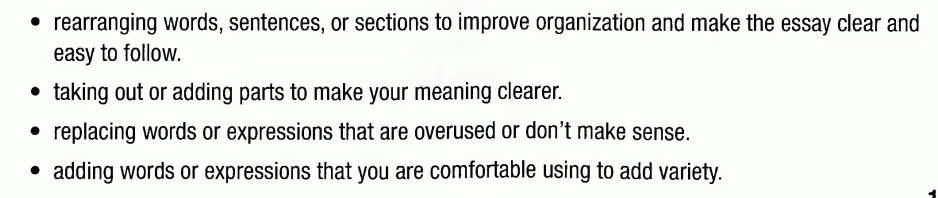 • rearranging words, sentences, or sections to improve organization and make the essay clear and
easy to follow.
• taking out or adding parts to make your meaning clearer.
• replacing words or expressions that are overused or don't make sense.
• adding words or expressions that you are comfortable using to add variety.